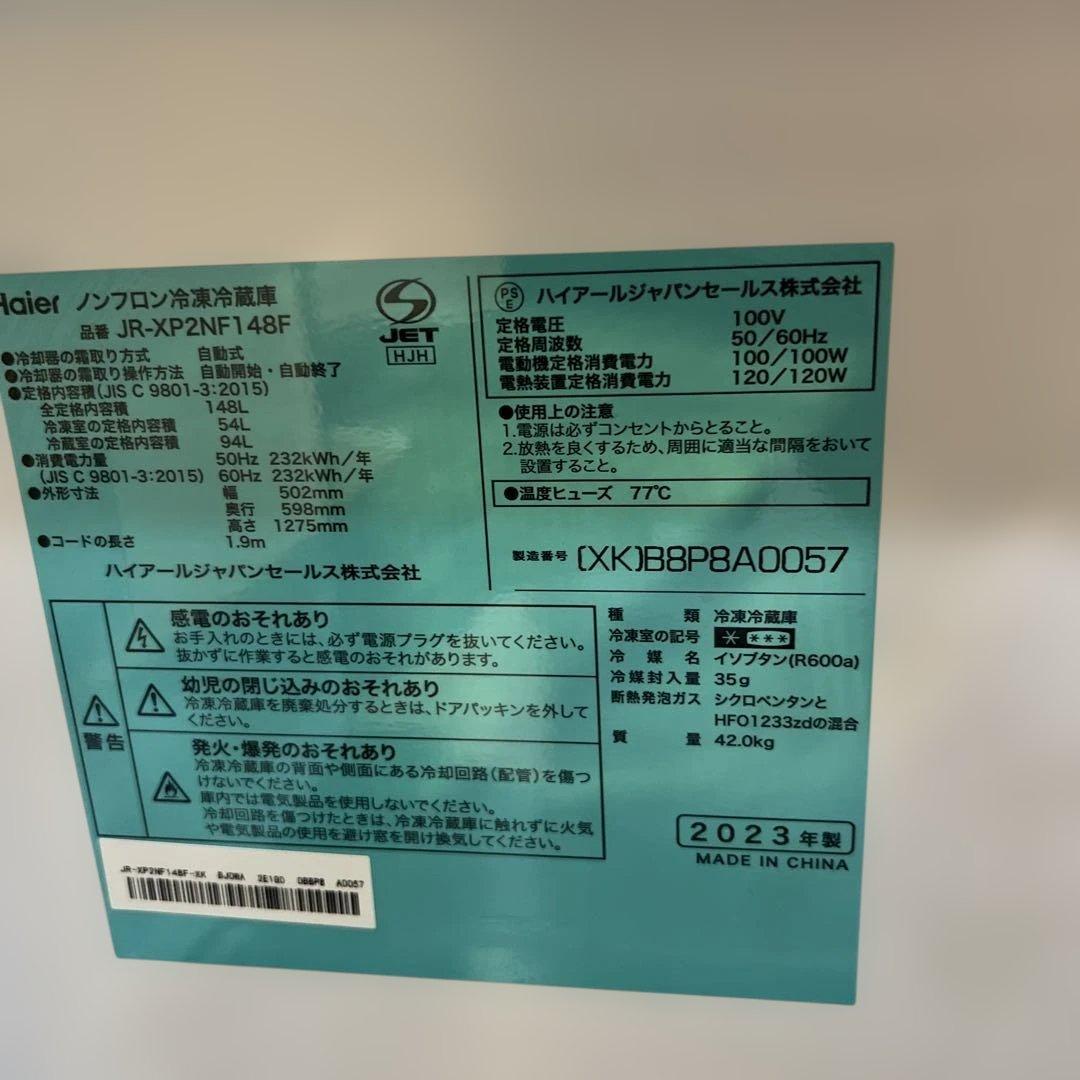 Haier ノンフロン冷凍冷蔵庫
品番 JR-XP2NF148F
●冷却器の霜取り方式 自動式
●冷却器の霜取り操作方法 自動開始・自動終了
●定格内容積(JIS C 9801-3:2015)
全定格内容積 148L
冷凍室の定格内容積 54L
冷蔵室の定格内容積 94L
●消費電力量 50Hz 232kWh/年
(JIS C 9801-3:2015) 60Hz 232kWh/年
●外形寸法 幅 502mm
奥行 598mm
高さ 1275mm
●コードの長さ 1.9m
ハイアールジャパンセールス株式会社
JET
HJH
PSE ハイアールジャパンセールス株式会社
定格電圧 100V
定格周波数 50/60Hz
電動機定格消費電力 100/100W
電熱装置定格消費電力 120/120W
●使用上の注意
1.電源は必ずコンセントからとること。
2.放熱を良くするため、周囲に適当な間隔をおいて
設置すること。
●温度ヒューズ 77℃
製造番号 (XK)B8P8A0057
警告
感電のおそれあり
お手入れのときには、必ず電源プラグを抜いてください。
抜かずに作業すると感電のおそれがあります。
幼児の閉じ込みのおそれあり
冷凍冷蔵庫を廃棄処分するときは、ドアパッキンを外して
ください。
発火・爆発のおそれあり
冷凍冷蔵庫の背面や側面にある冷却回路(配管)を傷つ
けないでください。
庫内では電気製品を使用しないでください。
冷却回路を傷つけたときは、冷凍冷蔵庫に触れずに火気
や電気製品の使用を避け窓を開け換気してください。
種類 冷凍冷蔵庫
冷凍室の記号 * ***
冷媒名 イソブタン(R600a)
冷媒封入量 35g
断熱発泡ガス シクロペンタンと
HFO1233zdの混合
質量 42.0kg
2023年製
MADE IN CHINA
JR-XP2NF148F-XK A0057